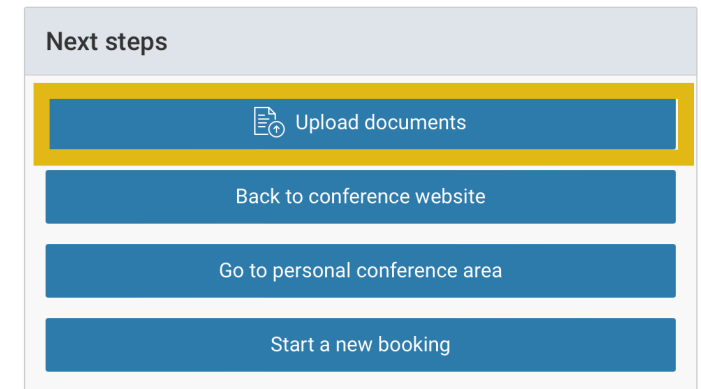 Next steps
Upload documents
Back to conference website
Go to personal conference area
Start a new booking